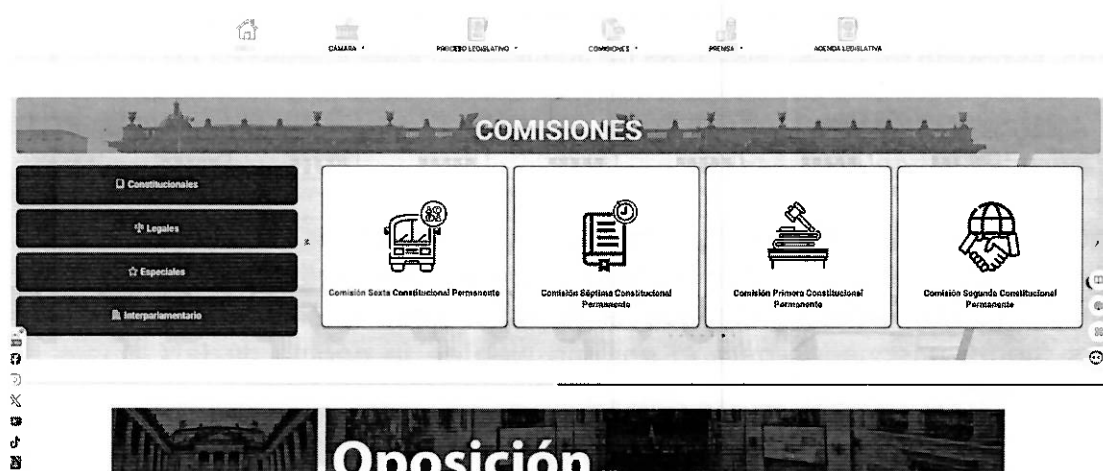 CÁMARA
PROCESO LEGISLATIVO
COMISIONES
PRENSA
AGENDA LEGISLATIVA
COMISIONES
Constitucionales
Legales
Especiales
Interparlamentario
Comisión Sexta Constitucional Permanente
Comisión Séptima Constitucional
Permanente
Comisión Primera Constitucional
Permanente
Comisión Segunda Constitucional
Permanente
Oposición